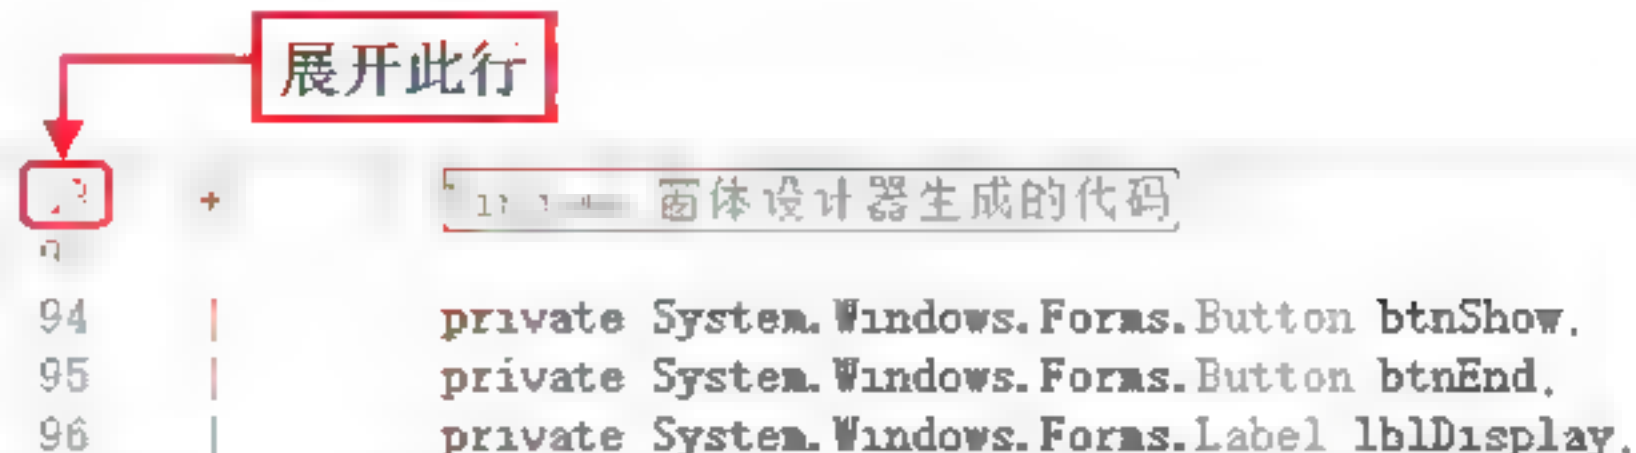 展开此行
+ 窗体设计器生成的代码
94 private System.Windows.Forms.Button btnShow;
95 private System.Windows.Forms.Button btnEnd;
96 private System.Windows.Forms.Label lblDisplay;